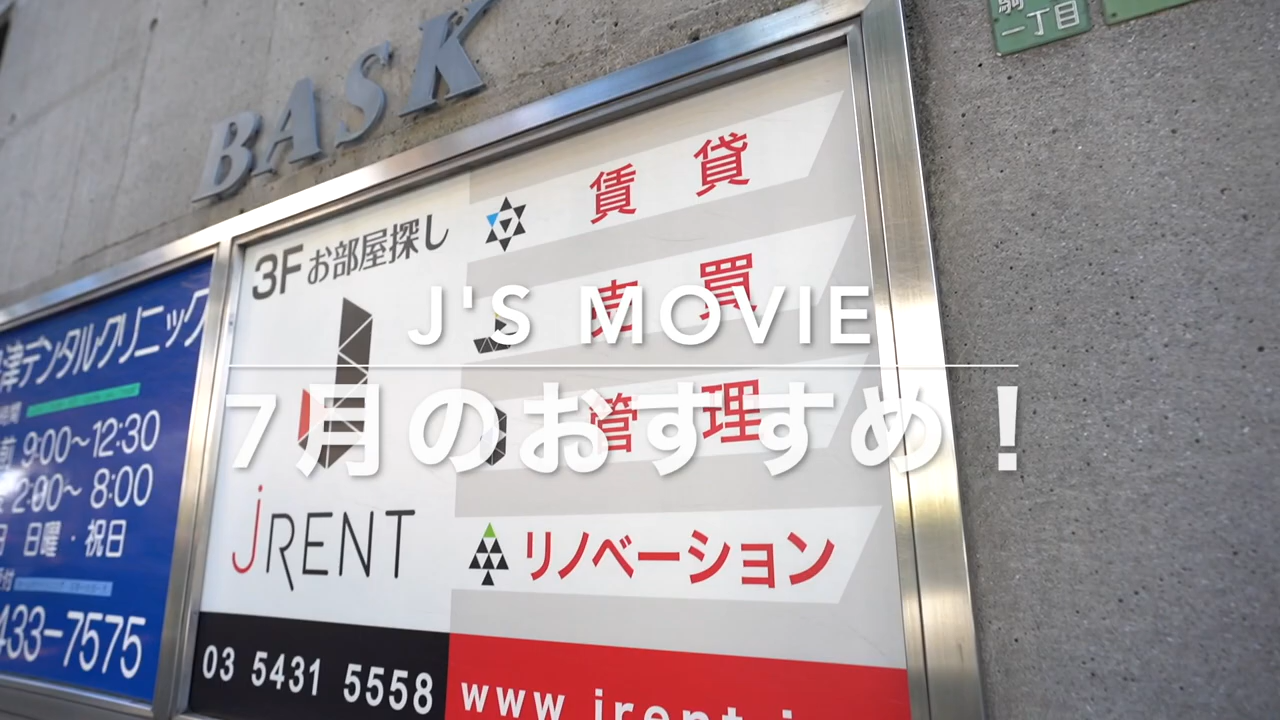 一丁目
BASK
3F お部屋探し
賃貸
売買
管理
リノベーション
jRENT
03 5431 5558
www.jrent.j
J'S MOVIE
7月のおすすめ！
津デンタルクリニック
9:00〜12:30
2:00〜 8:00
日曜・祝日
433-7575